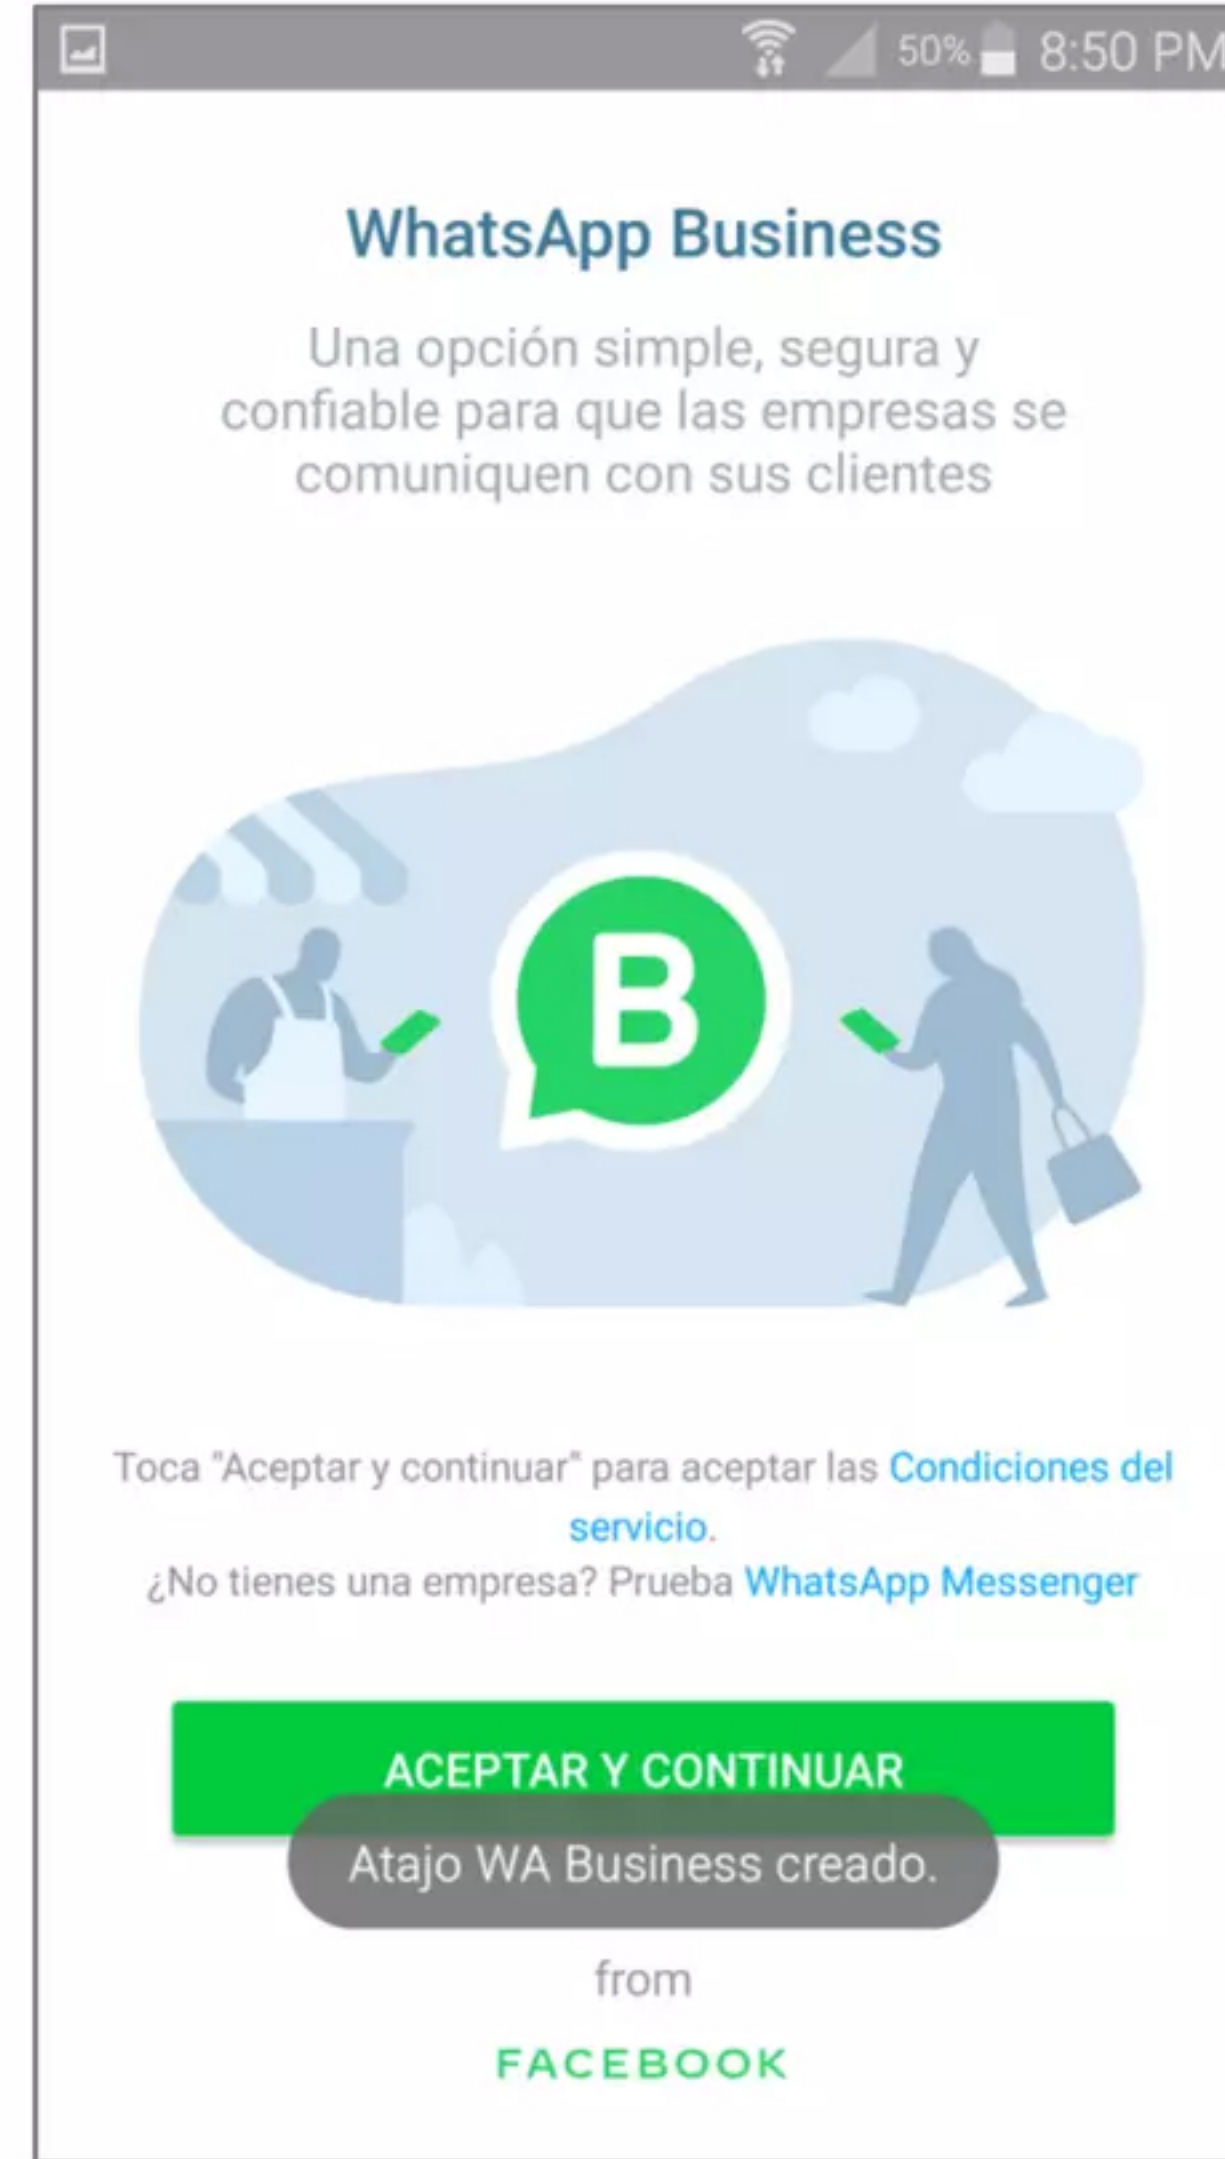 50% 8:50 PM
WhatsApp Business
Una opción simple, segura y
confiable para que las empresas se
comuniquen con sus clientes
B
Toca "Aceptar y continuar" para aceptar las Condiciones del
servicio.
¿No tienes una empresa? Prueba WhatsApp Messenger
ACEPTAR Y CONTINUAR
Atajo WA Business creado.
from
FACEBOOK